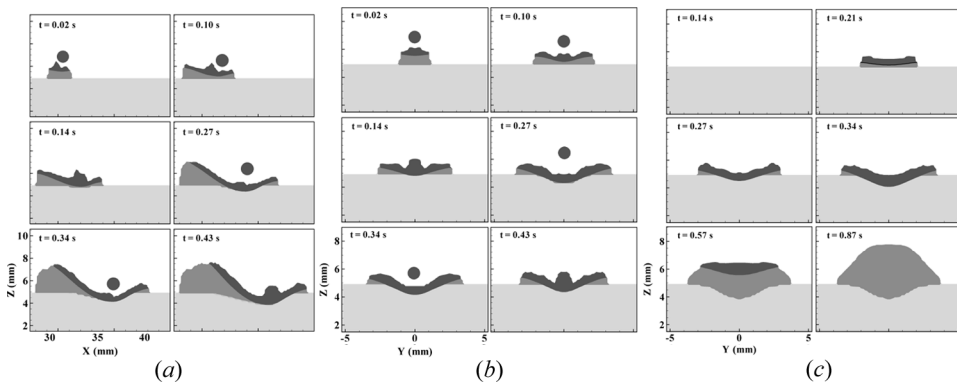 t = 0.02 s
t = 0.10 s
t = 0.14 s
t = 0.27 s
t = 0.34 s
t = 0.43 s
10
8
6
4
2
Z (mm)
30
35
40
X (mm)
(a)
t = 0.02 s
t = 0.10 s
t = 0.14 s
t = 0.27 s
t = 0.34 s
t = 0.43 s
8
6
4
2
Z (mm)
-5
0
5
Y (mm)
(b)
t = 0.14 s
t = 0.21 s
t = 0.27 s
t = 0.34 s
t = 0.57 s
t = 0.87 s
8
6
4
2
Z (mm)
-5
0
5
Y (mm)
(c)